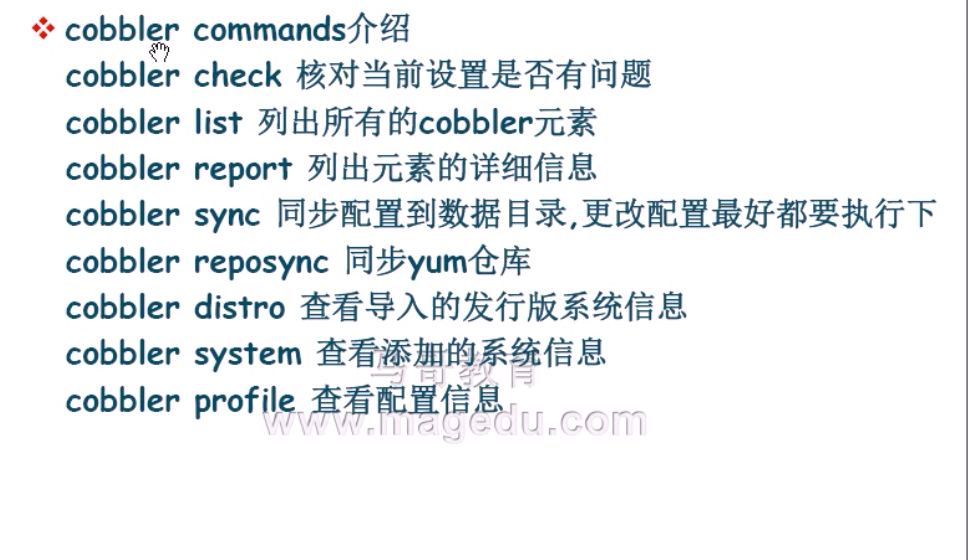 cobbler commands介绍
cobbler check 核对当前设置是否有问题
cobbler list 列出所有的cobbler元素
cobbler report 列出元素的详细信息
cobbler sync 同步配置到数据目录,更改配置最好都要执行下
cobbler reposync 同步yum仓库
cobbler distro 查看导入的发行版系统信息
cobbler system 查看添加的系统信息
cobbler profile 查看配置信息
马哥教育
www.magedu.com